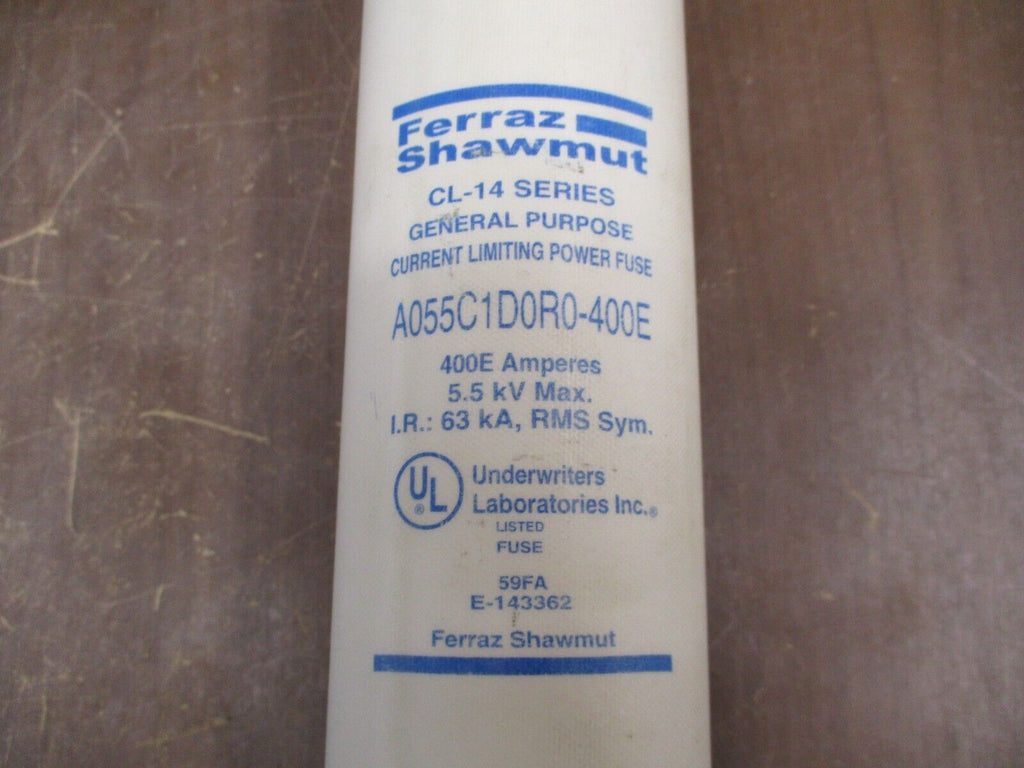 Ferraz
Shawmut
CL-14 SERIES
GENERAL PURPOSE
CURRENT LIMITING POWER FUSE
A055C1D0R0-400E
400E Amperes
5.5 kV Max.
I.R.: 63 kA, RMS Sym.
UL® Underwriters
Laboratories Inc.®
LISTED
FUSE
59FA
E-143362
Ferraz Shawmut